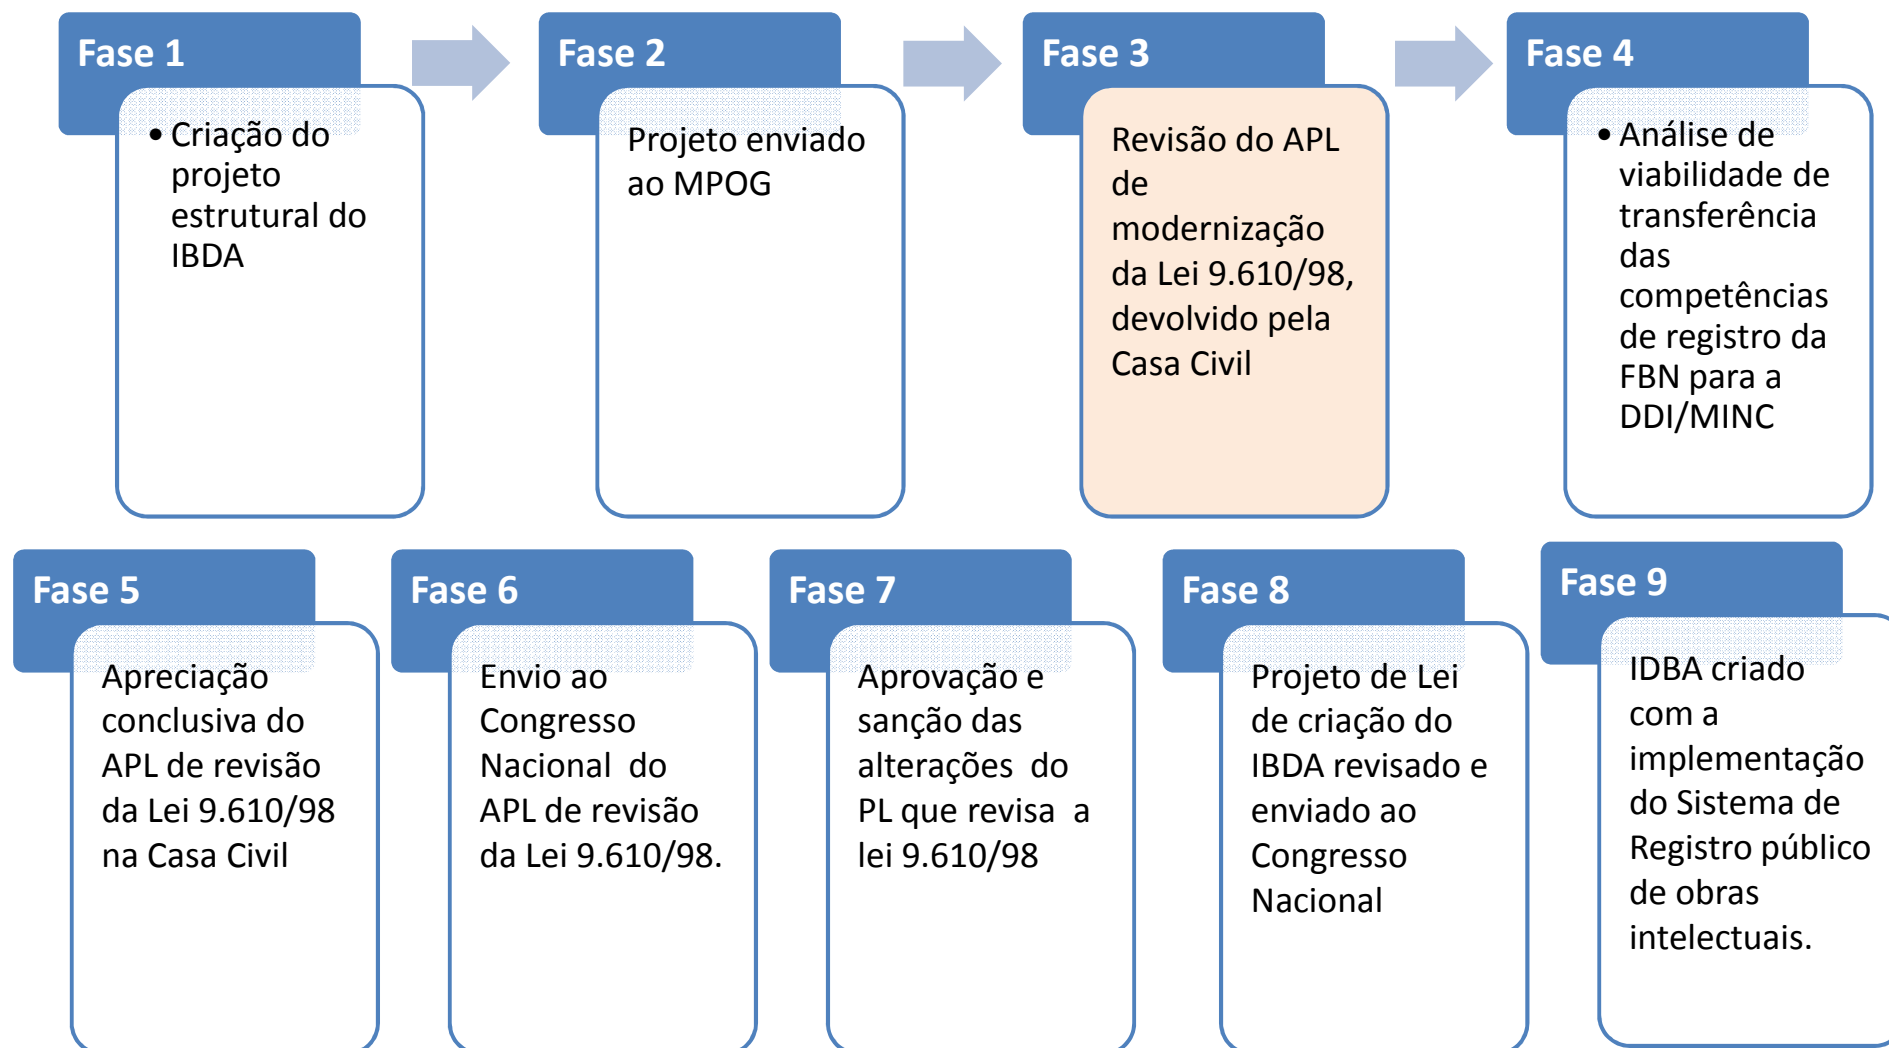 Fase 1
• Criação do
projeto
estrutural do
IBDA
Fase 2
Projeto enviado
ao MPOG
Fase 3
Revisão do APL
de
modernização
da Lei 9.610/98,
devolvido pela
Casa Civil
Fase 4
• Análise de
viabilidade de
transferência
das
competências
de registro da
FBN para a
DDI/MINC
Fase 5
Apreciação
conclusiva do
APL de revisão
da Lei 9.610/98
na Casa Civil
Fase 6
Envio ao
Congresso
Nacional do
APL de revisão
da Lei 9.610/98.
Fase 7
Aprovação e
sanção das
alterações do
PL que revisa a
lei 9.610/98
Fase 8
Projeto de Lei
de criação do
IBDA revisado e
enviado ao
Congresso
Nacional
Fase 9
IDBA criado
com a
implementação
do Sistema de
Registro público
de obras
intelectuais.